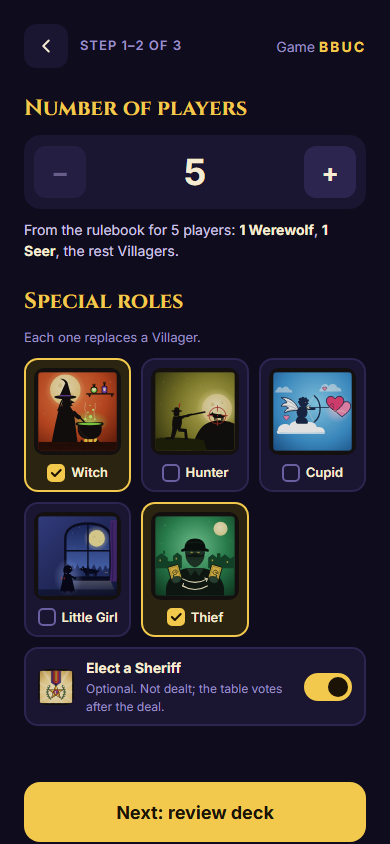 STEP 1–2 OF 3
Game BBUC
Number of players
–
5
+
From the rulebook for 5 players: 1 Werewolf, 1
Seer, the rest Villagers.
Special roles
Each one replaces a Villager.
Witch
Hunter
Cupid
Little Girl
Thief
Elect a Sheriff
Optional. Not dealt; the table votes
after the deal.
Next: review deck